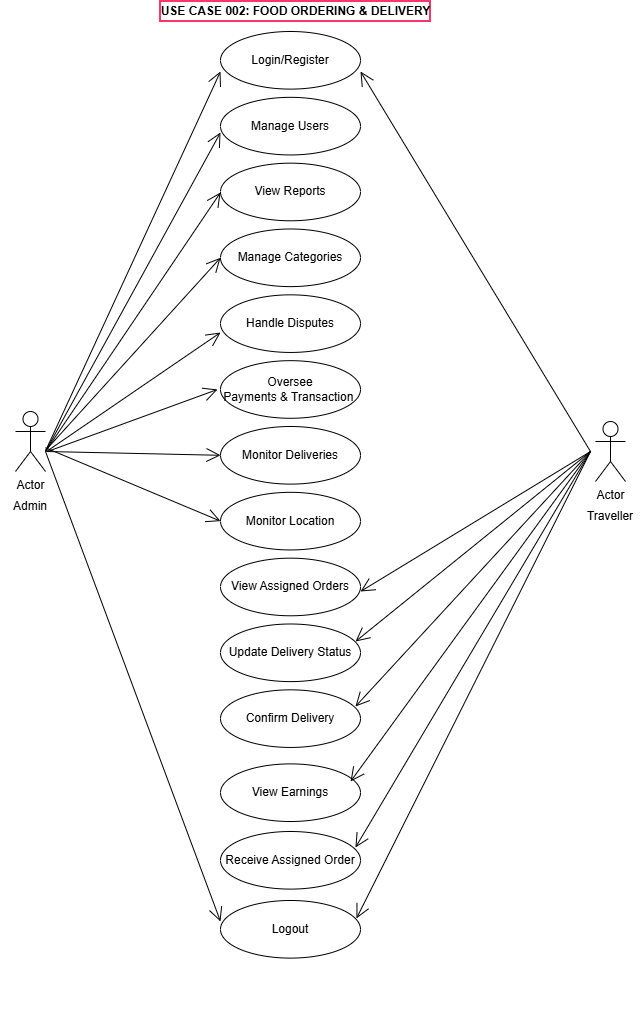 USE CASE 002: FOOD ORDERING & DELIVERY
Login/Register
Manage Users
View Reports
Manage Categories
Handle Disputes
Oversee
Payments & Transaction
Monitor Deliveries
Monitor Location
View Assigned Orders
Update Delivery Status
Confirm Delivery
View Earnings
Receive Assigned Order
Logout
Actor
Admin
Actor
Traveller